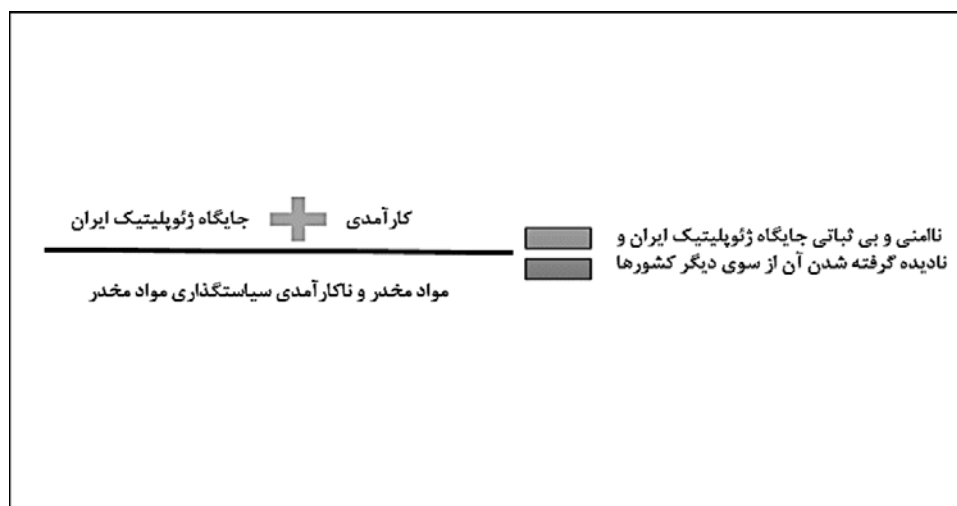 کارآمدی + جایگاه ژئوپلیتیک ایران
مواد مخدر و ناکارآمدی سیاستگذاری مواد مخدر
=
ناامنی و بی ثباتی جایگاه ژئوپلیتیک ایران و
نادیده گرفته شدن آن از سوی دیگر کشورها